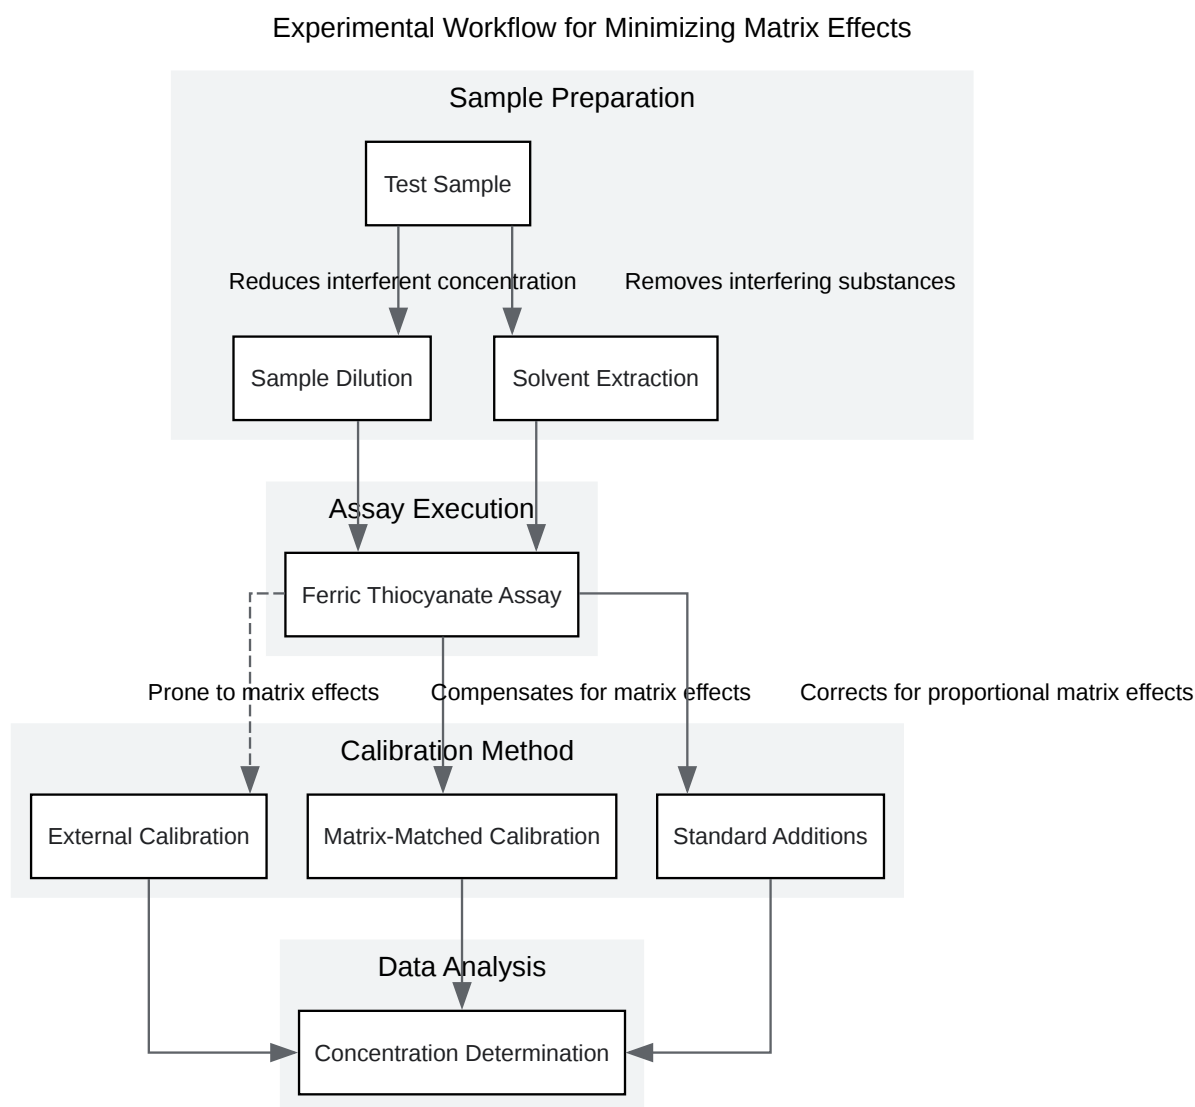 Experimental Workflow for Minimizing Matrix Effects
Sample Preparation
Test Sample
Reduces interferent concentration
Removes interfering substances
Sample Dilution
Solvent Extraction
Assay Execution
Ferric Thiocyanate Assay
Prone to matrix effects
Compensates for matrix effects
Corrects for proportional matrix effects
Calibration Method
External Calibration
Matrix-Matched Calibration
Standard Additions
Data Analysis
Concentration Determination